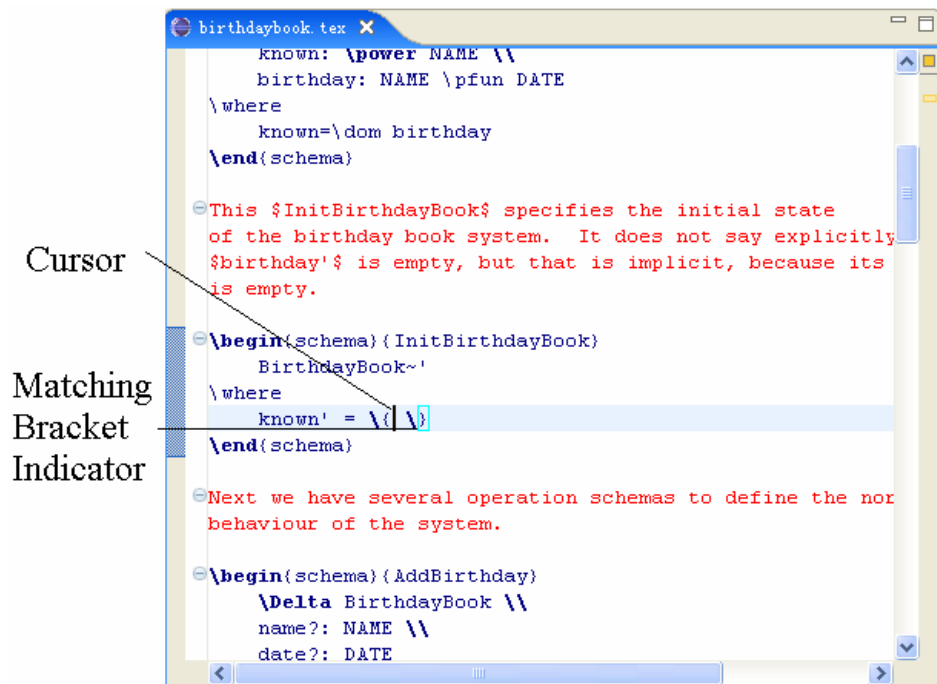 birthdaybook.tex
known: \power NAME \\
birthday: NAME \pfun DATE
\where
known=\dom birthday
\end{schema}
This $InitBirthdayBook$ specifies the initial state
of the birthday book system.  It does not say explicitly
$birthday'$ is empty, but that is implicit, because its
is empty.
Cursor
\begin{schema}{InitBirthdayBook}
BirthdayBook~'
\where
known' = \{ \}
\end{schema}
Matching
Bracket
Indicator
Next we have several operation schemas to define the nor
behaviour of the system.
\begin{schema}{AddBirthday}
\Delta BirthdayBook \\
name?: NAME \\
date?: DATE